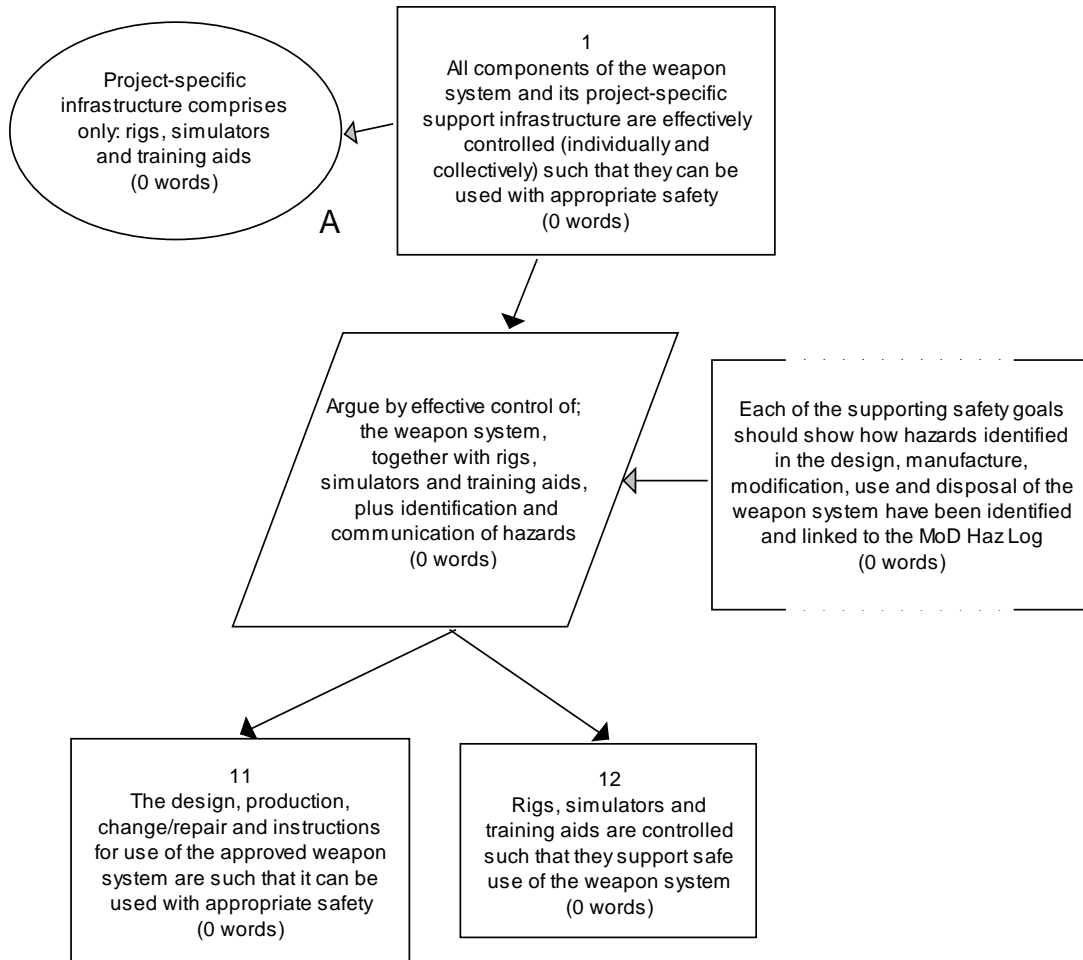 Project-specific
infrastructure comprises
only: rigs, simulators
and training aids
(0 words)
A
1
All components of the weapon
system and its project-specific
support infrastructure are effectively
controlled (individually and
collectively) such that they can be
used with appropriate safety
(0 words)
Argue by effective control of;
the weapon system,
together with rigs,
simulators and training aids,
plus identification and
communication of hazards
(0 words)
Each of the supporting safety goals
should show how hazards identified
in the design, manufacture,
modification, use and disposal of the
weapon system have been identified
and linked to the MoD Haz Log
(0 words)
11
The design, production,
change/repair and instructions
for use of the approved weapon
system are such that it can be
used with appropriate safety
(0 words)
12
Rigs, simulators and
training aids are controlled
such that they support safe
use of the weapon system
(0 words)